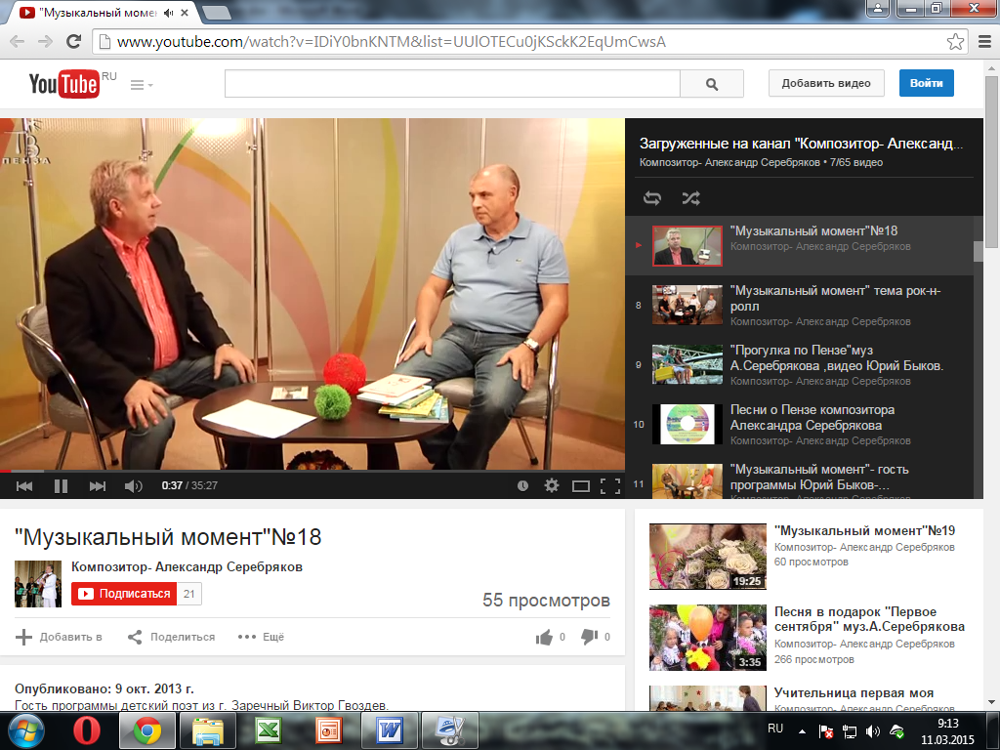 "Музыкальный момен
www.youtube.com/watch?v=IDiY0bnKNTM&list=UUlOTECu0jKSckK2EqUmCwsA
YouTube RU
Добавить видео
Войти
ТВ
ПЕНЗА
Загруженные на канал "Композитор- Александ...
Композитор- Александр Серебряков • 7/65 видео
"Музыкальный момент"№18
Композитор- Александр Серебряков
8
"Музыкальный момент" тема рок-н-
ролл
Композитор- Александр Серебряков
9
"Прогулка по Пензе"муз
А.Серебрякова ,видео Юрий Быков.
Композитор- Александр Серебряков
10
Песни о Пензе композитора
Александра Серебрякова
Композитор- Александр Серебряков
11
"Музыкальный момент"- гость
программы Юрий Быков-...
Композитор- Александр Серебряков
0:37 / 35:27
"Музыкальный момент"№18
Композитор- Александр Серебряков
Подписаться 21
55 просмотров
Добавить в
Поделиться
Ещё
0
0
Опубликовано: 9 окт. 2013 г.
Гость программы детский поэт из г. Заречный Виктор Гвоздев.
19:25
"Музыкальный момент"№19
Композитор- Александр Серебряков
60 просмотров
3:35
Песня в подарок "Первое
сентября" муз.А.Серебрякова
Композитор- Александр Серебряков
266 просмотров
Учительница первая моя
Композитор- Александр Серебряков
RU
9:13
11.03.2015